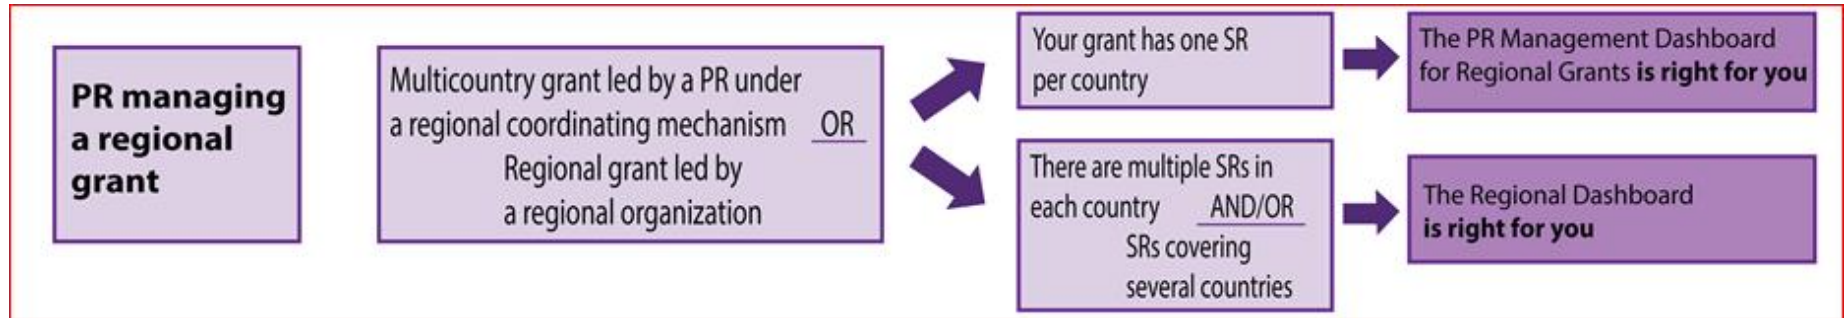 PR managing
a regional
grant
Multicountry grant led by a PR under
a regional coordinating mechanism OR
Regional grant led by
a regional organization
Your grant has one SR
per country
The PR Management Dashboard
for Regional Grants is right for you
There are multiple SRs in
each country AND/OR
SRs covering
several countries
The Regional Dashboard
is right for you